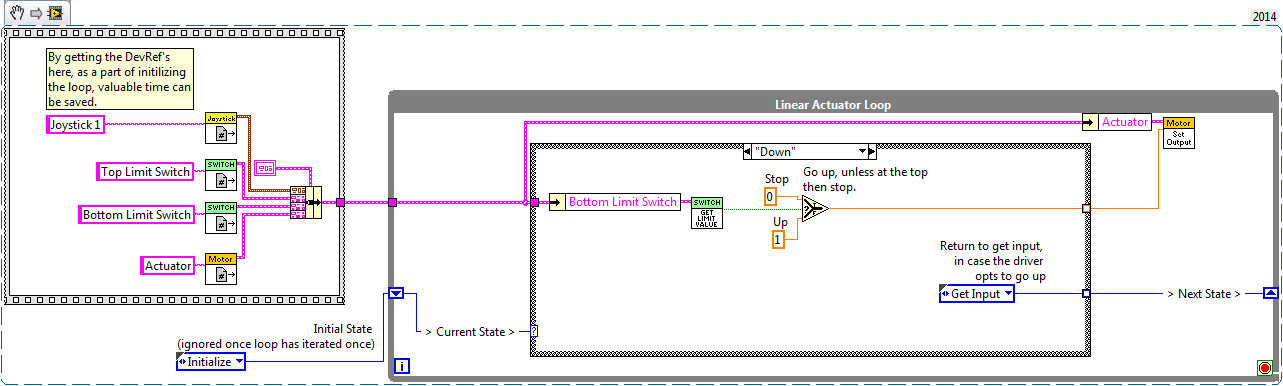 2014
By getting the DevRef's
here, as a part of initilizing
the loop, valuable time can
be saved.
Joystick 1
Joystick
#
Top Limit Switch
SWITCH
#
Bottom Limit Switch
SWITCH
#
Actuator
Motor
#
Initial State
(ignored once loop has iterated once)
Initialize
Linear Actuator Loop
Actuator
Motor
Set
Output
"Down"
Bottom Limit Switch
SWITCH
GET
LIMIT
VALUE
Stop
0
Up
1
Go up, unless at the top
then stop.
?
T
F
Return to get input,
in case the driver
opts to go up
Get Input
> Current State >
?
> Next State >
i